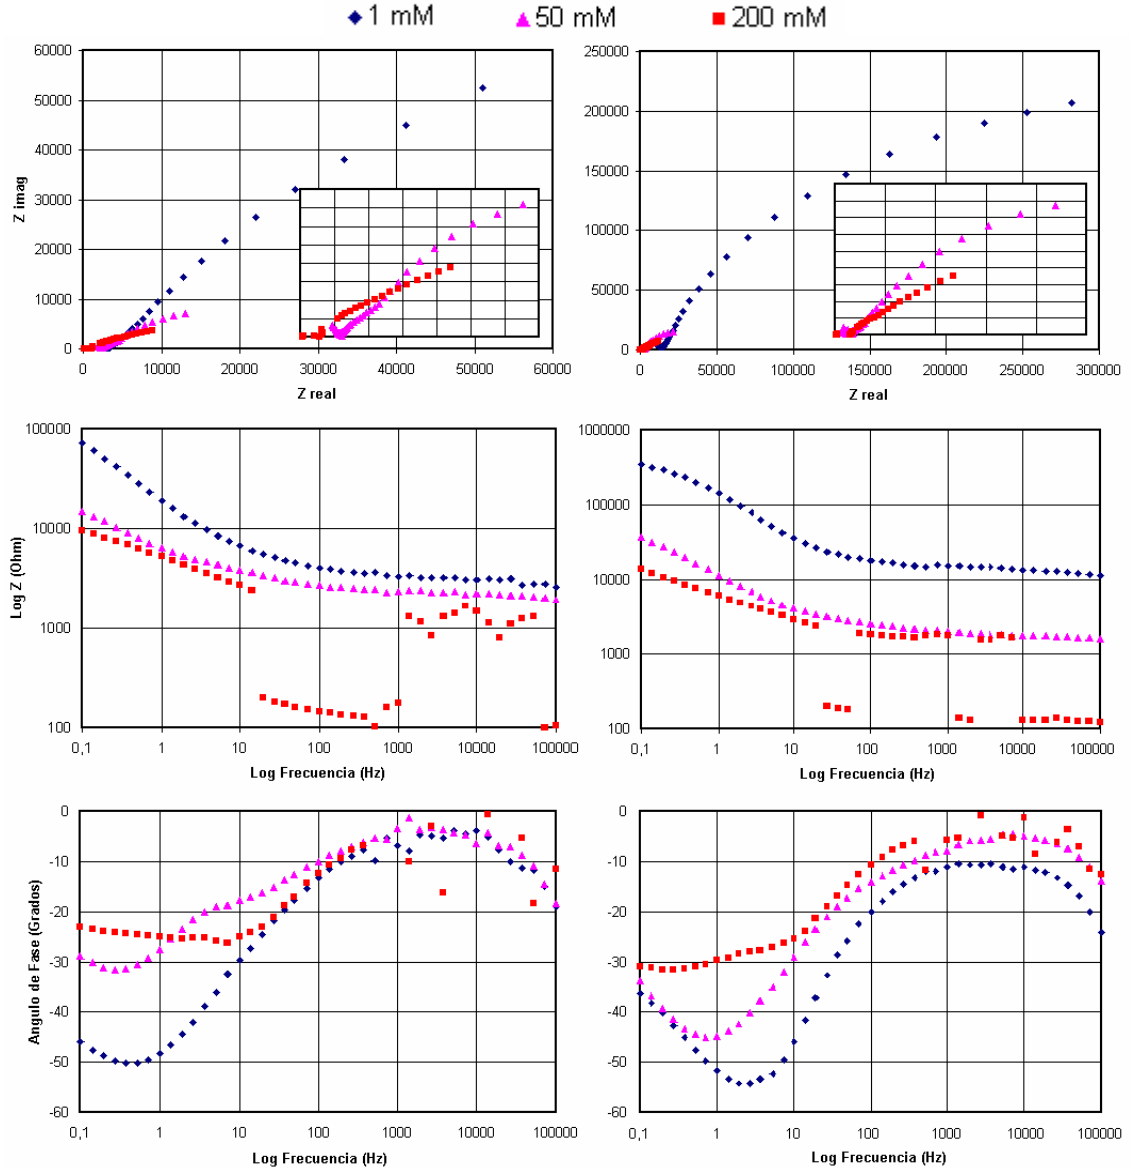 1 mM 50 mM 200 mM
60000
50000
40000
30000
20000
10000
0
Z imag
0 10000 20000 30000 40000 50000 60000
Z real
250000
200000
150000
100000
50000
0
0 50000 100000 150000 200000 250000 300000
Z real
100000
10000
1000
100
Log Z (Ohm)
0,1 1 10 100 1000 10000 100000
Log Frecuencia (Hz)
1000000
100000
10000
1000
100
0,1 1 10 100 1000 10000 100000
Log Frecuencia (Hz)
0
-10
-20
-30
-40
-50
-60
Angulo de Fase (Grados)
0,1 1 10 100 1000 10000 100000
Log Frecuencia (Hz)
0
-10
-20
-30
-40
-50
-60
0,1 1 10 100 1000 10000 100000
Log Frecuencia (Hz)